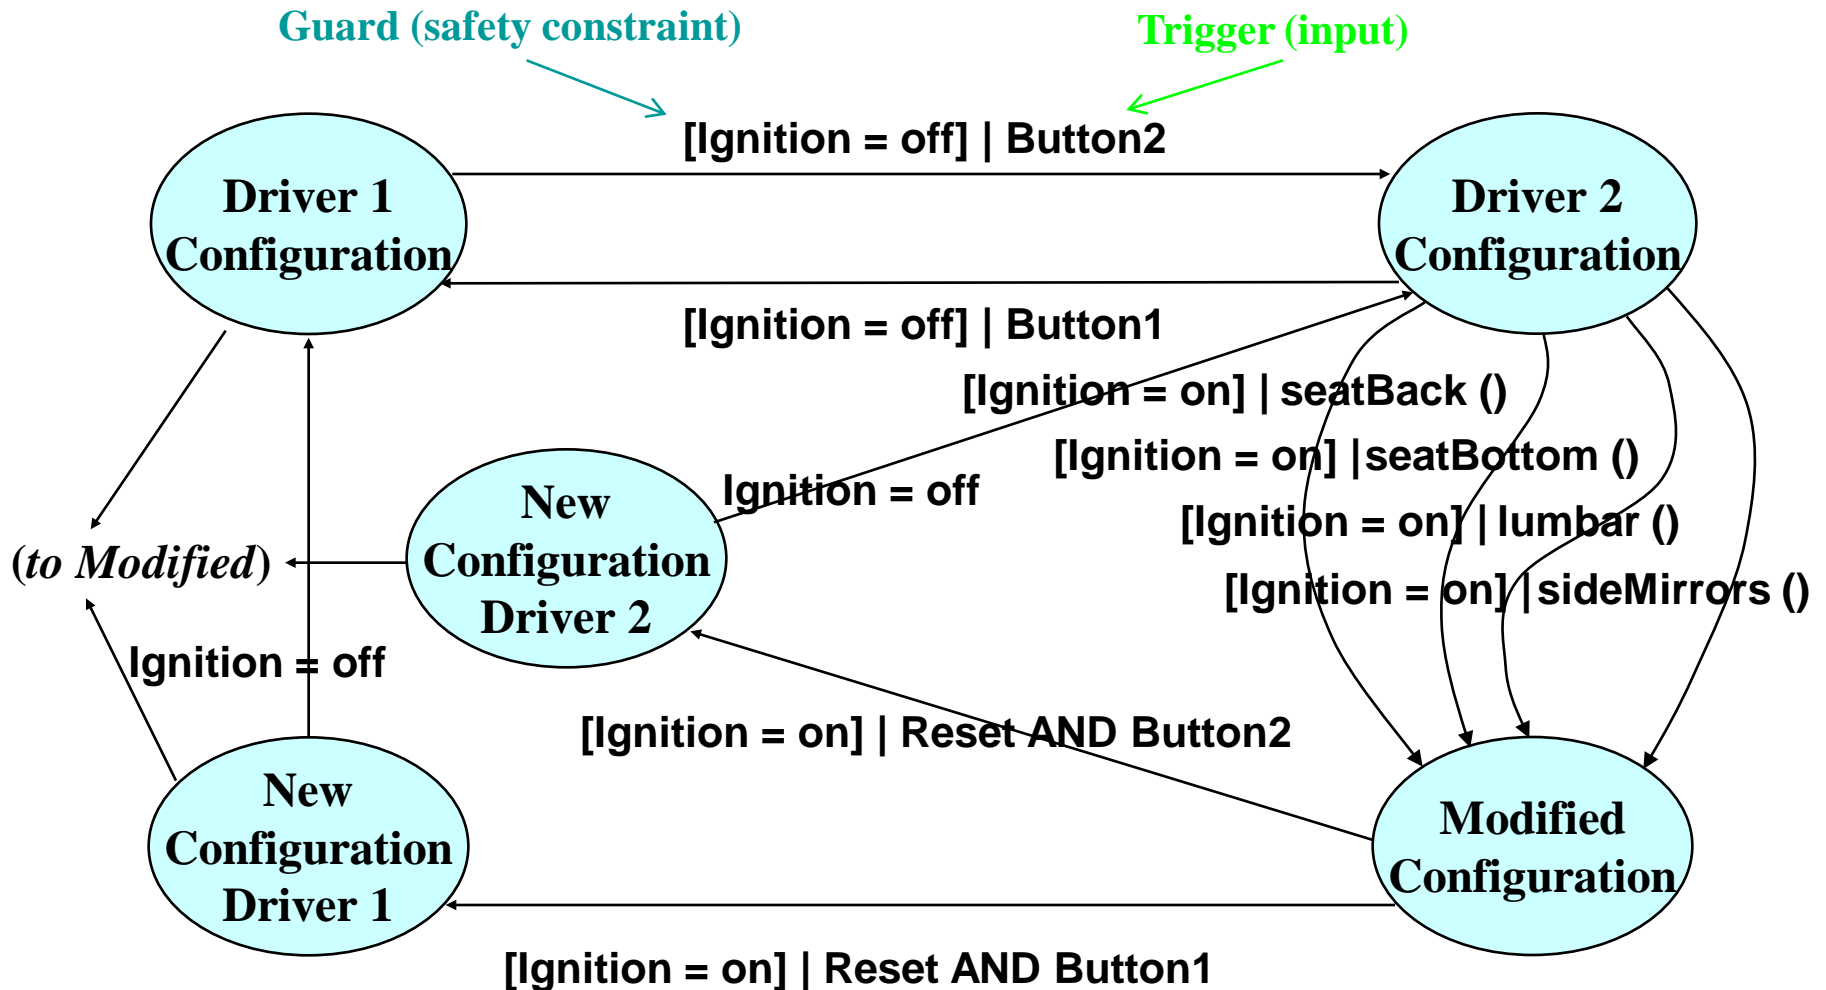 Guard (safety constraint)
Trigger (input)
[Ignition = off] | Button2
Driver 1
Configuration
Driver 2
Configuration
[Ignition = off] | Button1
[Ignition = on] | seatBack ()
[Ignition = on] |seatBottom ()
Ignition = off
New
Configuration
Driver 2
[Ignition = on] | lumbar ()
(to Modified)
[Ignition = on] |sideMirrors ()
Ignition = off
[Ignition = on] | Reset AND Button2
New
Configuration
Driver 1
Modified
Configuration
[Ignition = on] | Reset AND Button1